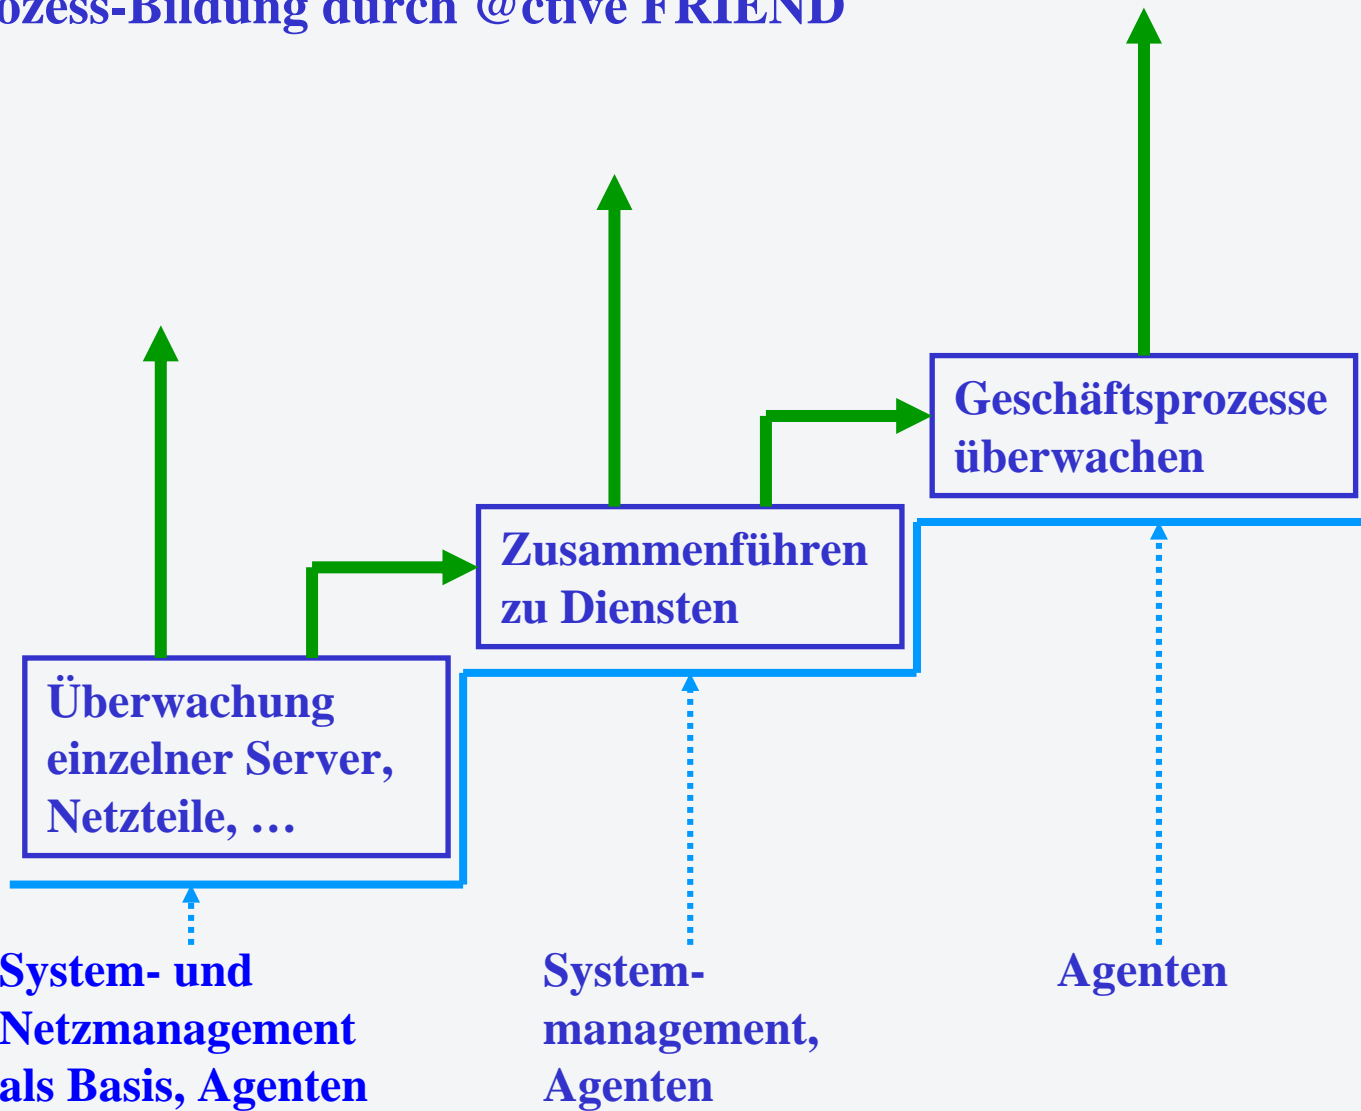 ozess-Bildung durch @ctive FRIEND
Geschäftsprozesse
überwachen
Zusammenführen
zu Diensten
Überwachung
einzelner Server,
Netzteile, …
System- und
Netzmanagement
als Basis, Agenten
System-
management,
Agenten
Agenten